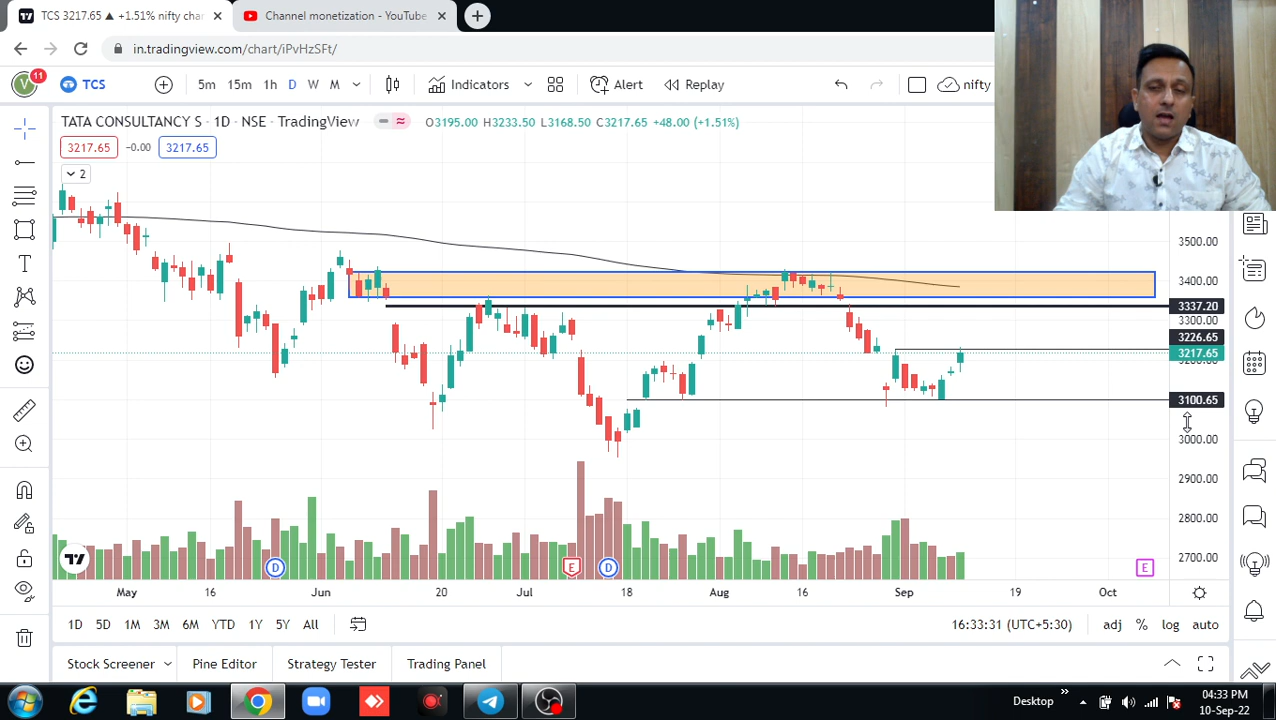 TCS 3217.65 ▲ +1.51% nifty char
Channel monetization - YouTube
in.tradingview.com/chart/iPvHzSFt/
V 11 TCS 5m 15m 1h D W M Indicators Alert Replay nifty
TATA CONSULTANCY S · 1D · NSE · TradingView O3195.00 H3233.50 L3168.50 C3217.65 +48.00 (+1.51%)
3217.65 -0.00 3217.65
2
3500.00
3400.00
3337.20
3300.00
3226.65
3217.65
3200.00
3100.65
3000.00
2900.00
2800.00
2700.00
D E D E
May 16 Jun 20 Jul 18 Aug 16 Sep 19 Oct
1D 5D 1M 3M 6M YTD 1Y 5Y All 16:33:31 (UTC+5:30) adj % log auto
Stock Screener Pine Editor Strategy Tester Trading Panel
Desktop » 04:33 PM
10-Sep-22